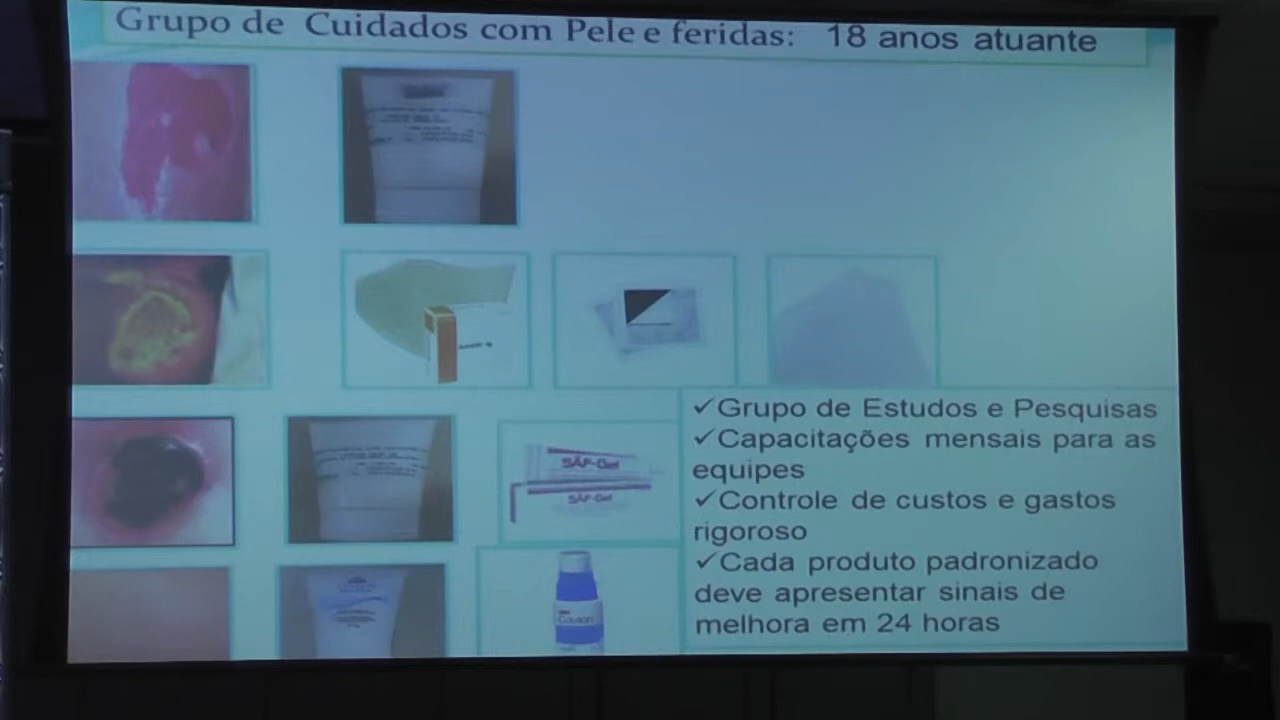 Grupo de Cuidados com Pele e feridas: 18 anos atuante
SÁF-Gel
SÁF-Gel
Cavilon
✓Grupo de Estudos e Pesquisas
✓Capacitações mensais para as
equipes
✓Controle de custos e gastos
rigoroso
✓Cada produto padronizado
deve apresentar sinais de
melhora em 24 horas